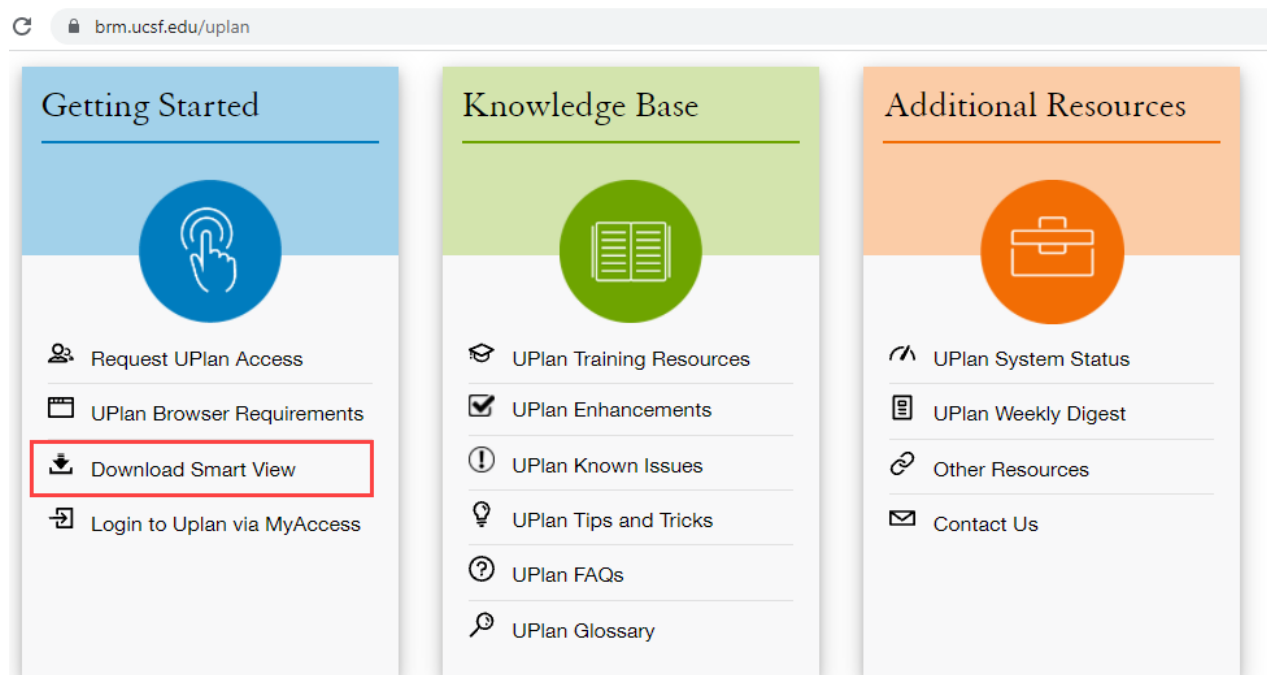 brm.ucsf.edu/uplan
Getting Started
Request UPlan Access
UPlan Browser Requirements
Download Smart View
Login to Uplan via MyAccess
Knowledge Base
UPlan Training Resources
UPlan Enhancements
UPlan Known Issues
UPlan Tips and Tricks
UPlan FAQs
UPlan Glossary
Additional Resources
UPlan System Status
UPlan Weekly Digest
Other Resources
Contact Us